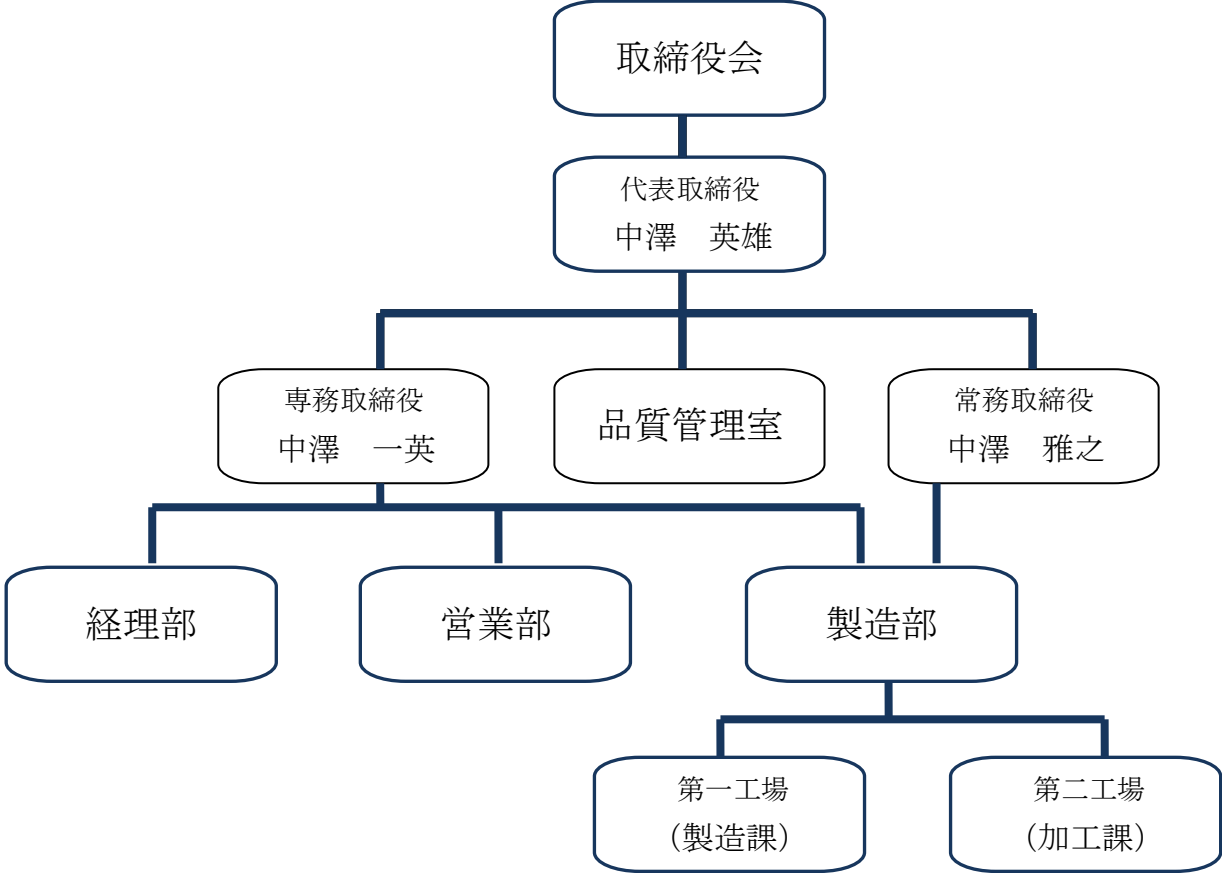 取締役会
代表取締役
中澤　英雄
専務取締役
中澤　一英
品質管理室
常務取締役
中澤　雅之
経理部
営業部
製造部
第一工場
（製造課）
第二工場
（加工課）